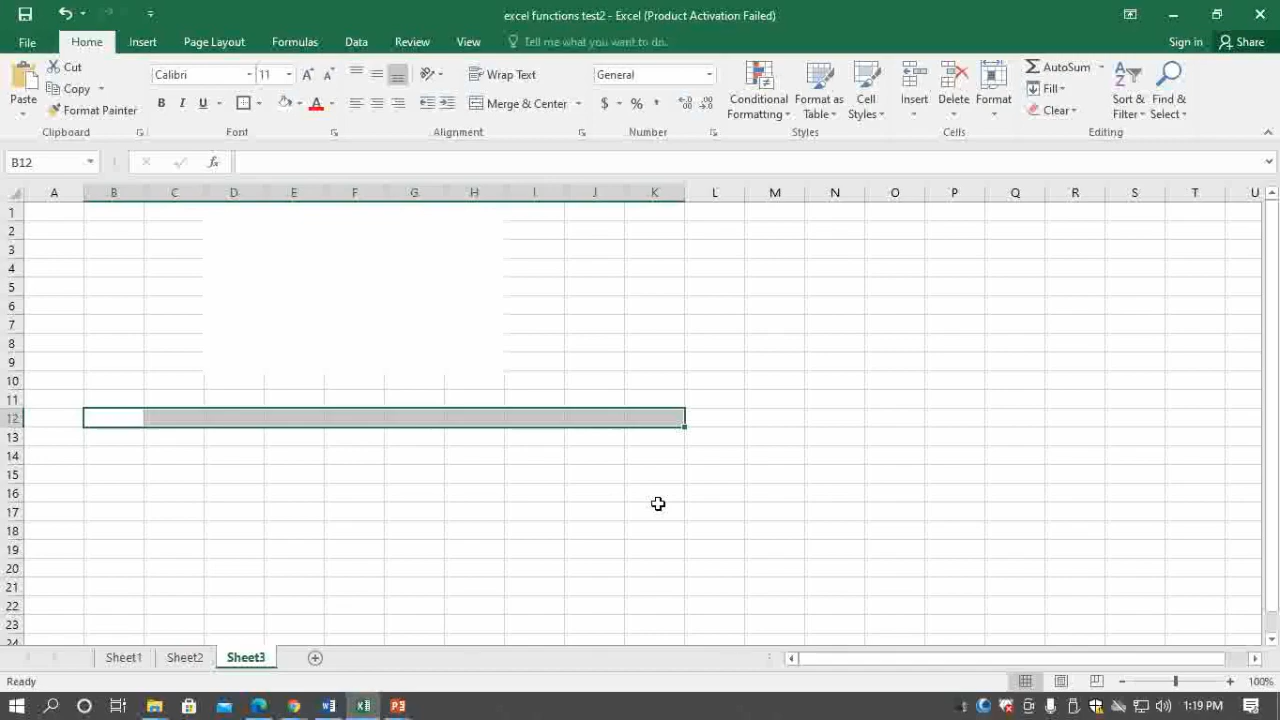 excel functions test2 - Excel (Product Activation Failed)
File Home Insert Page Layout Formulas Data Review View Tell me what you want to do. Sign in Share
Paste Cut Copy Format Painter
Calibri 11
B I U A
Wrap Text
Merge & Center
General
$ % ,
Conditional Formatting Format as Table Cell Styles
Insert Delete Format
AutoSum Fill Clear
Sort & Filter Find & Select
Clipboard Font Alignment Number Styles Cells Editing
B12 fx
A B C D E F G H I J K L M N O P Q R S T U
1
2
3
4
5
6
7
8
9
10
11
12
13
14
15
16
17
18
19
20
21
22
23
24
Sheet1 Sheet2 Sheet3
Ready 100%
1:19 PM